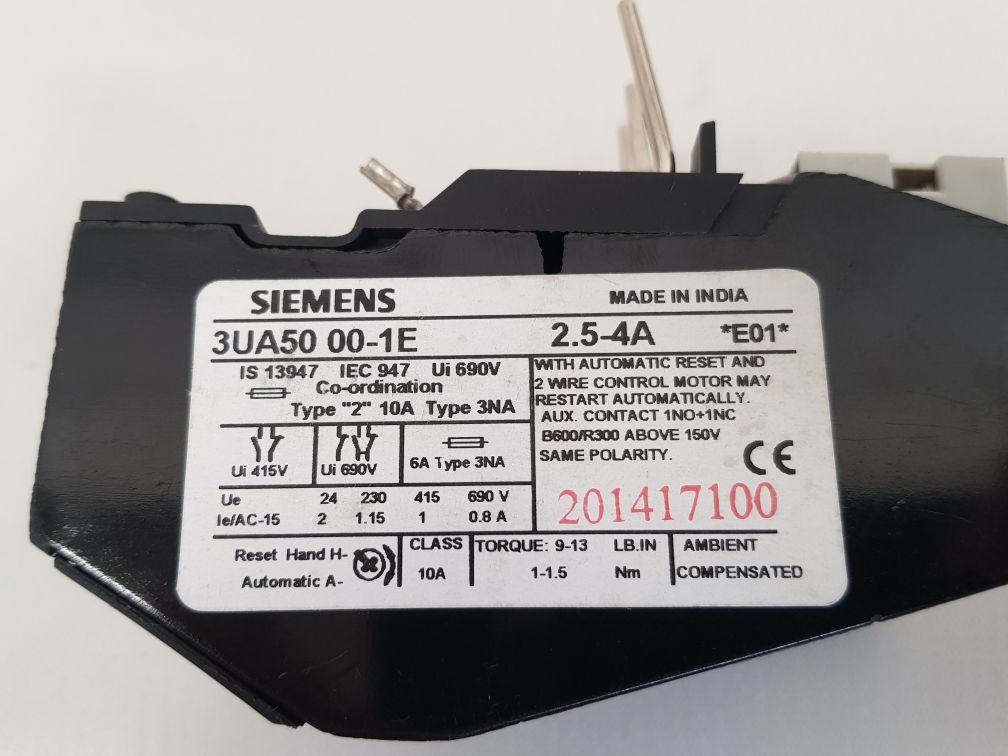 SIEMENS MADE IN INDIA
3UA50 00-1E 2.5-4A *E01*
IS 13947 IEC 947 Ui 690V
Co-ordination
Type "2" 10A Type 3NA
WITH AUTOMATIC RESET AND
2 WIRE CONTROL MOTOR MAY
RESTART AUTOMATICALLY.
AUX. CONTACT 1NO+1NC
B600/R300 ABOVE 150V
SAME POLARITY.
CE
Ui 415V Ui 690V 6A Type 3NA
Ue 24 230 415 690 V
Ie/AC-15 2 1.15 1 0.8 A
201417100
Reset Hand H-
Automatic A-
CLASS
10A
TORQUE: 9-13 LB.IN
1-1.5 Nm
AMBIENT
COMPENSATED